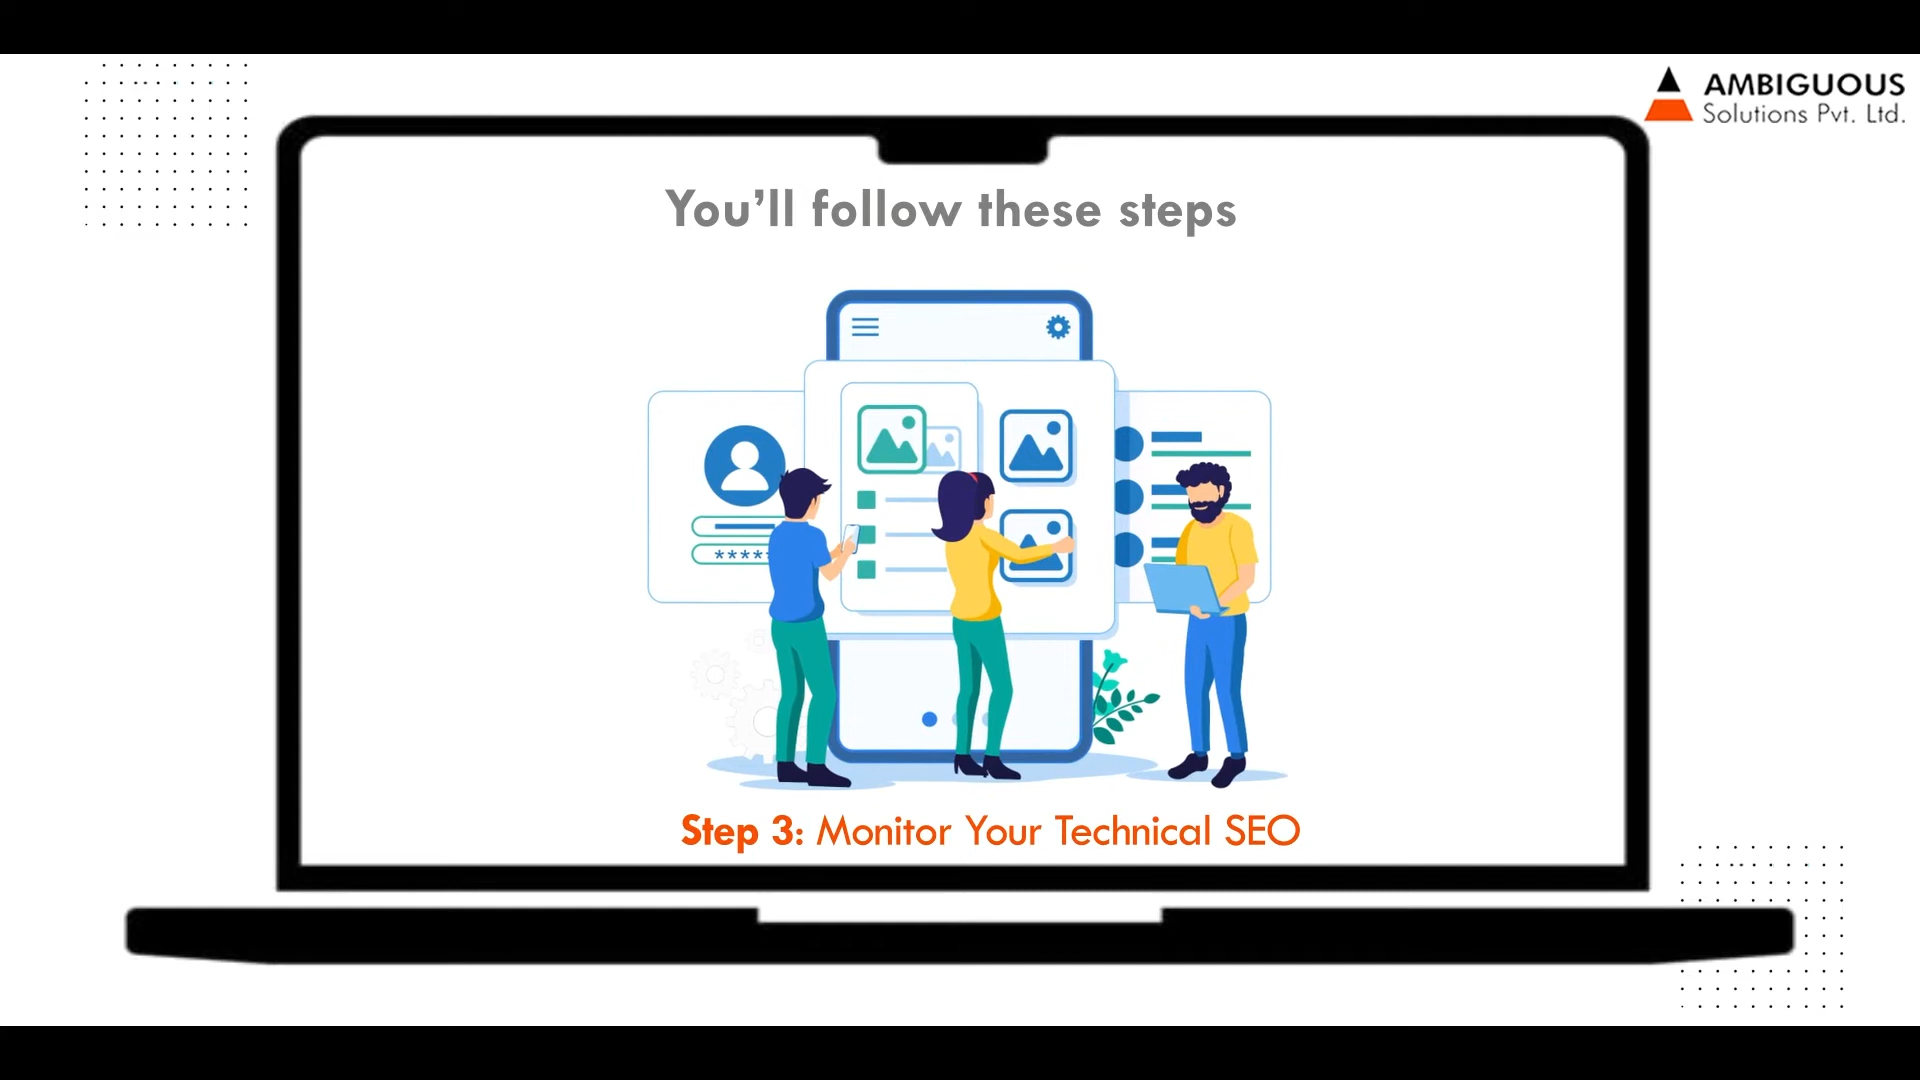 AMBIGUOUS
Solutions Pvt. Ltd.
You'll follow these steps
*****
Step 3: Monitor Your Technical SEO